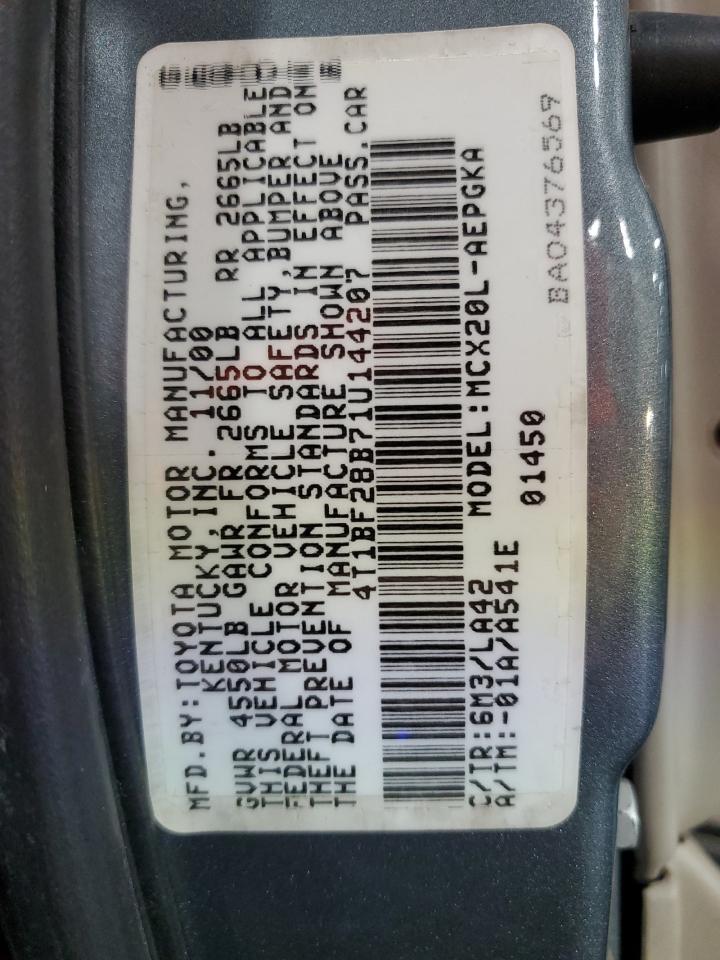 MFD.BY:TOYOTA MOTOR MANUFACTURING,
KENTUCKY,INC. 11/00
GVWR 4550LB GAWR FR 2665LB RR 2665LB
THIS VEHICLE CONFORMS TO ALL APPLICABLE
FEDERAL MOTOR VEHICLE SAFETY,BUMPER AND
THEFT PREVENTION STANDARDS IN EFFECT ON
THE DATE OF MANUFACTURE SHOWN ABOVE
4T1BF28B71U144207 PASS.CAR
C/TR:6M3/LA42 MODEL:MCX20L-AEPGKA
A/TM:-01A/A541E 01450
BA04376569